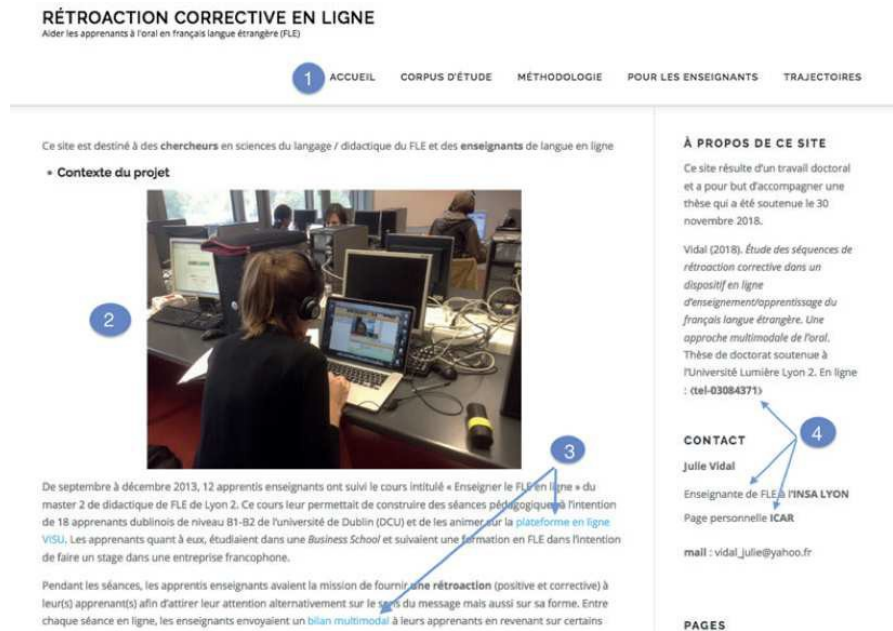 RÉTROACTION CORRECTIVE EN LIGNE
Aider les apprenants à l'oral en français langue étrangère (FLE)
1 ACCUEIL CORPUS D'ÉTUDE MÉTHODOLOGIE POUR LES ENSEIGNANTS TRAJECTOIRES
Ce site est destiné à des chercheurs en sciences du langage / didactique du FLE et des enseignants de langue en ligne
• Contexte du projet
2
3
De septembre à décembre 2013, 12 apprentis enseignants ont suivi le cours intitulé « Enseigner le FLE en ligne » du
master 2 de didactique de FLE de Lyon 2. Ce cours leur permettait de construire des séances pédagogiques à l'intention
de 18 apprenants dublinois de niveau B1-B2 de l'université de Dublin (DCU) et de les animer sur la plateforme en ligne
VISU. Les apprenants quant à eux, étudiaient dans une Business School et suivaient une formation en FLE dans l'intention
de faire un stage dans une entreprise francophone.
Pendant les séances, les apprentis enseignants avaient la mission de fournir une rétroaction (positive et corrective) à
leur(s) apprenant(s) afin d'attirer leur attention alternativement sur le sens du message mais aussi sur sa forme. Entre
chaque séance en ligne, les enseignants envoyaient un bilan multimodal à leurs apprenants en revenant sur certains
À PROPOS DE CE SITE
Ce site résulte d'un travail doctoral
et a pour but d'accompagner une
thèse qui a été soutenue le 30
novembre 2018.
Vidal (2018). Étude des séquences de
rétroaction corrective dans un
dispositif en ligne
d'enseignement/apprentissage du
français langue étrangère. Une
approche multimodale de l'oral.
Thèse de doctorat soutenue à
l'Université Lumière Lyon 2. En ligne
: ⟨tel-03084371⟩
4
CONTACT
Julie Vidal
Enseignante de FLE à l'INSA LYON
Page personnelle ICAR
mail : vidal_julie@yahoo.fr
PAGES